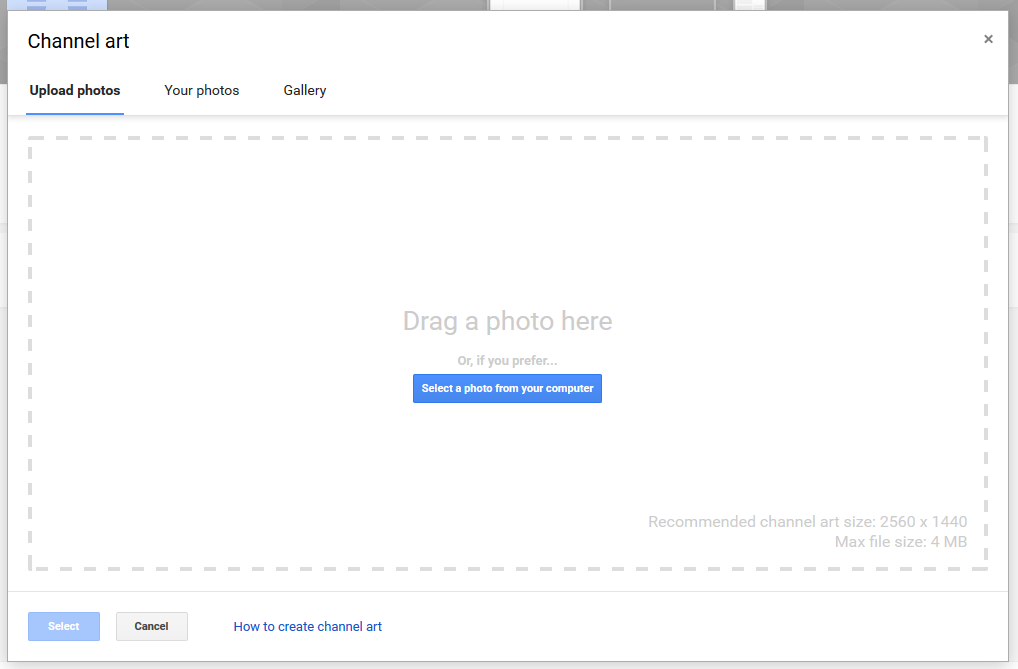 Channel art
×
Upload photos Your photos Gallery
Drag a photo here
Or, if you prefer...
Select a photo from your computer
Recommended channel art size: 2560 x 1440
Max file size: 4 MB
Select Cancel How to create channel art